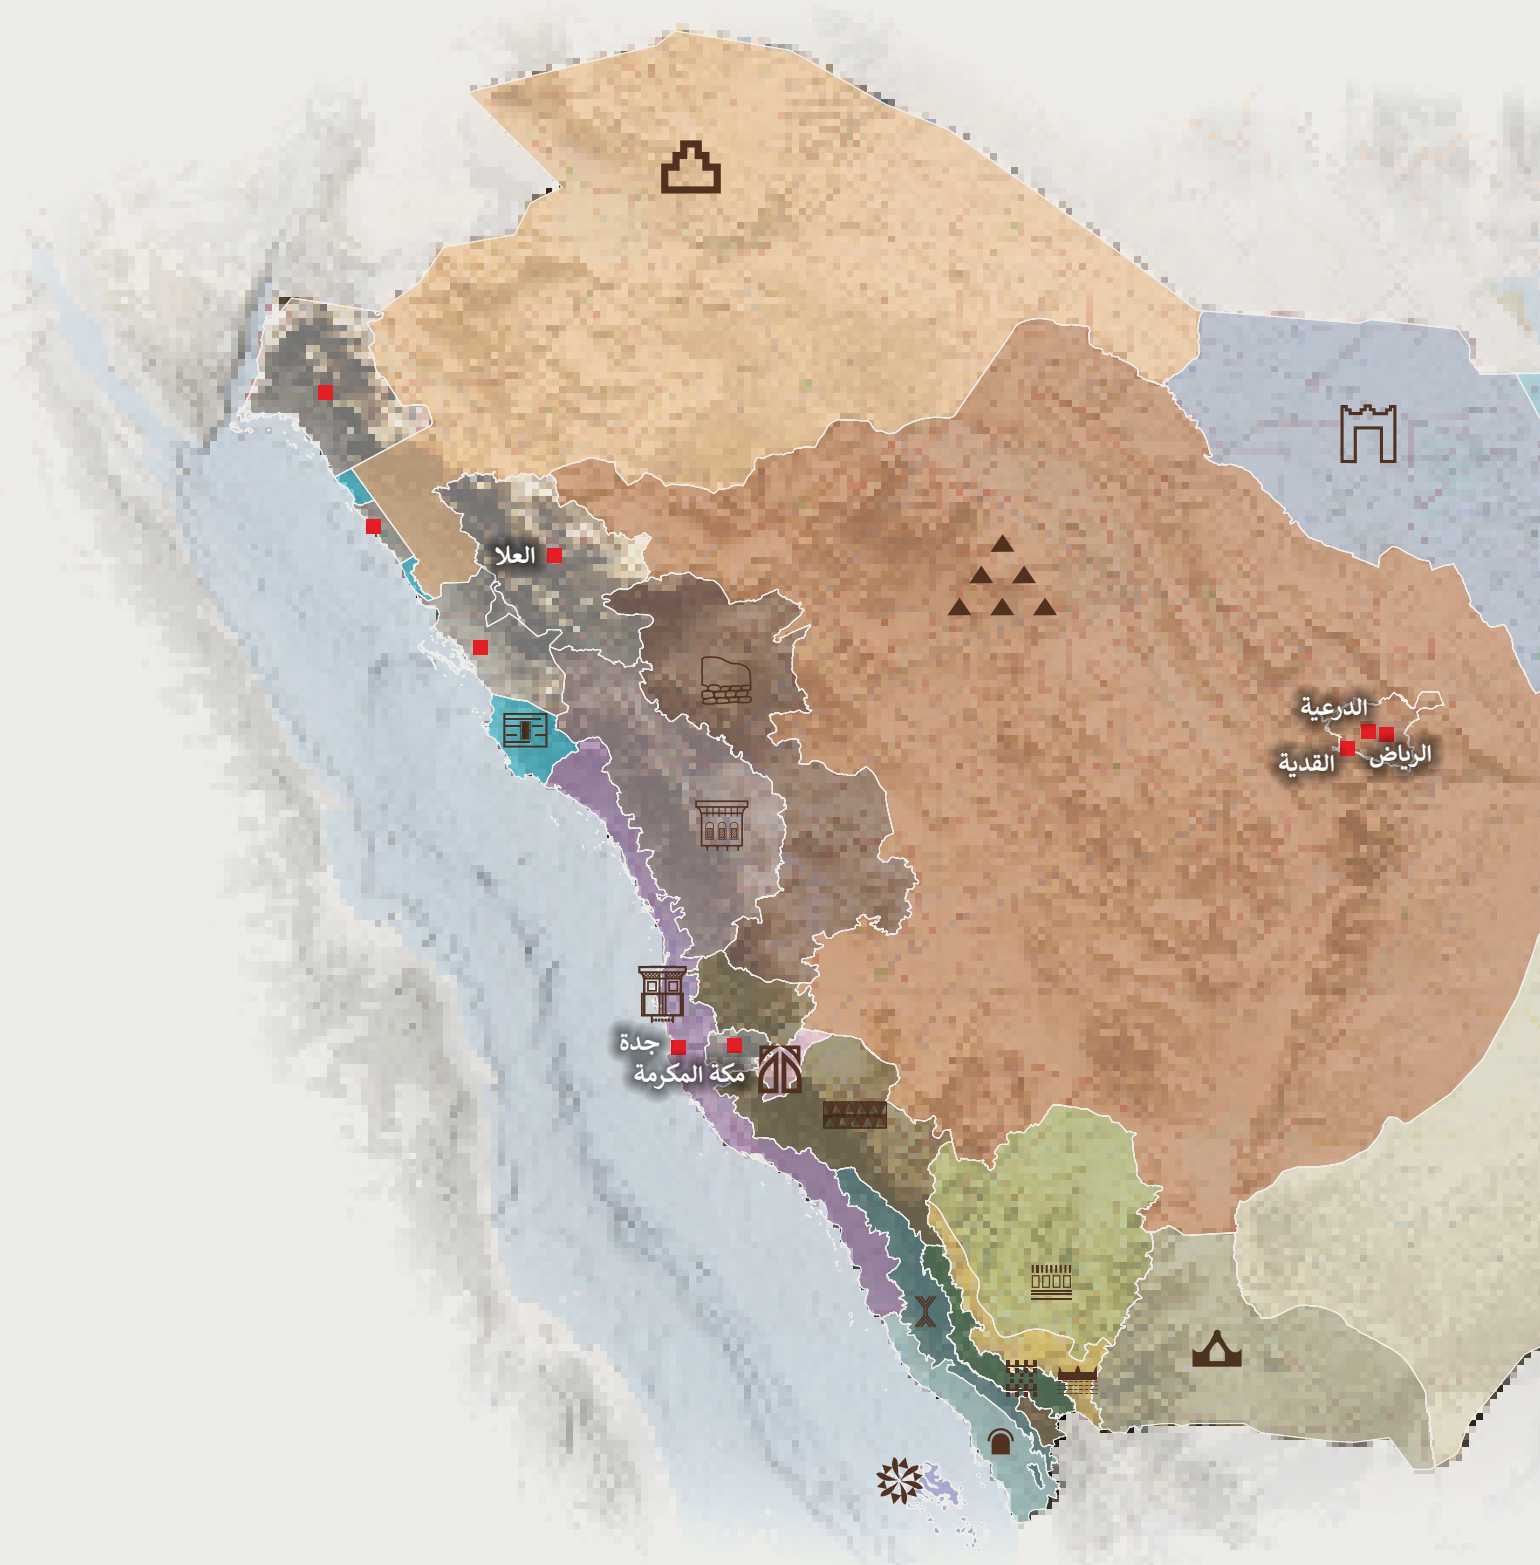 العلا
الدرعية
الرياض
القدية
جدة
مكة المكرمة